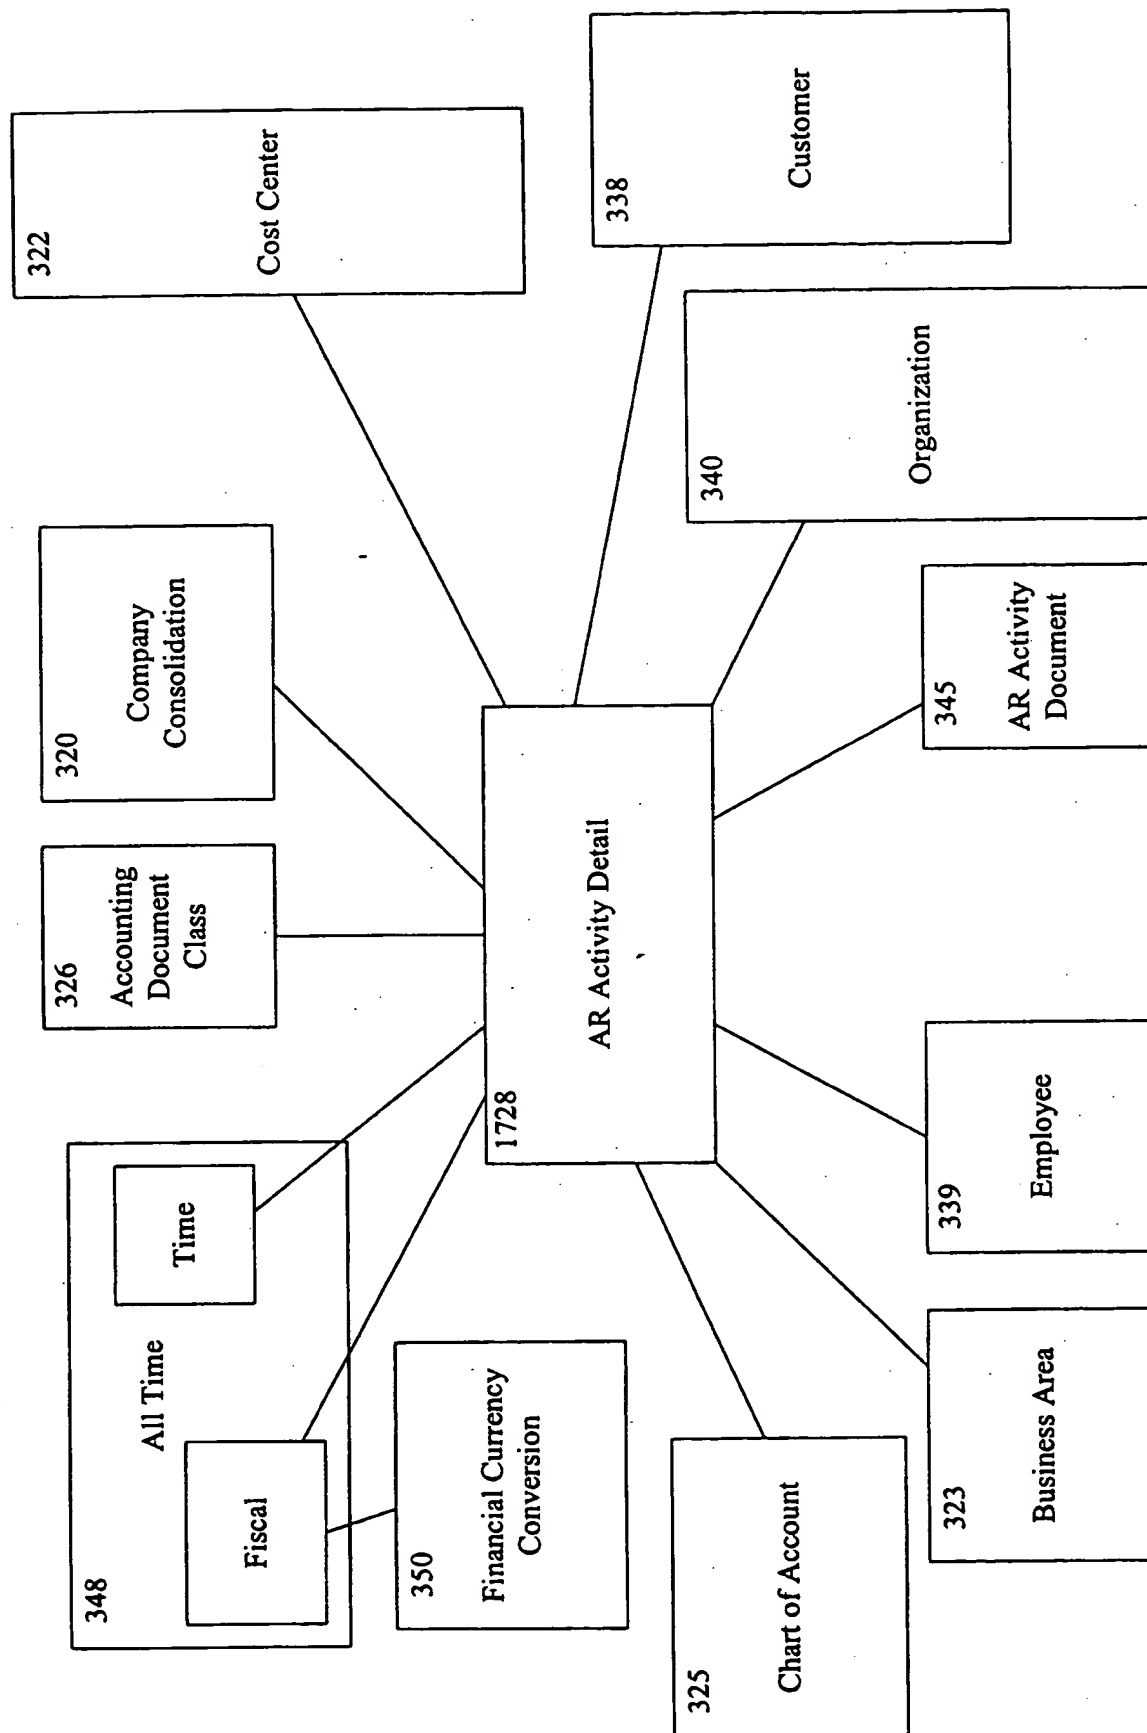 348
All Time
Fiscal
Time
326
Accounting
Document
Class
320
Company
Consolidation
322
Cost Center
350
Financial Currency
Conversion
1728
AR Activity Detail
338
Customer
325
Chart of Account
340
Organization
323
Business Area
339
Employee
345
AR Activity
Document